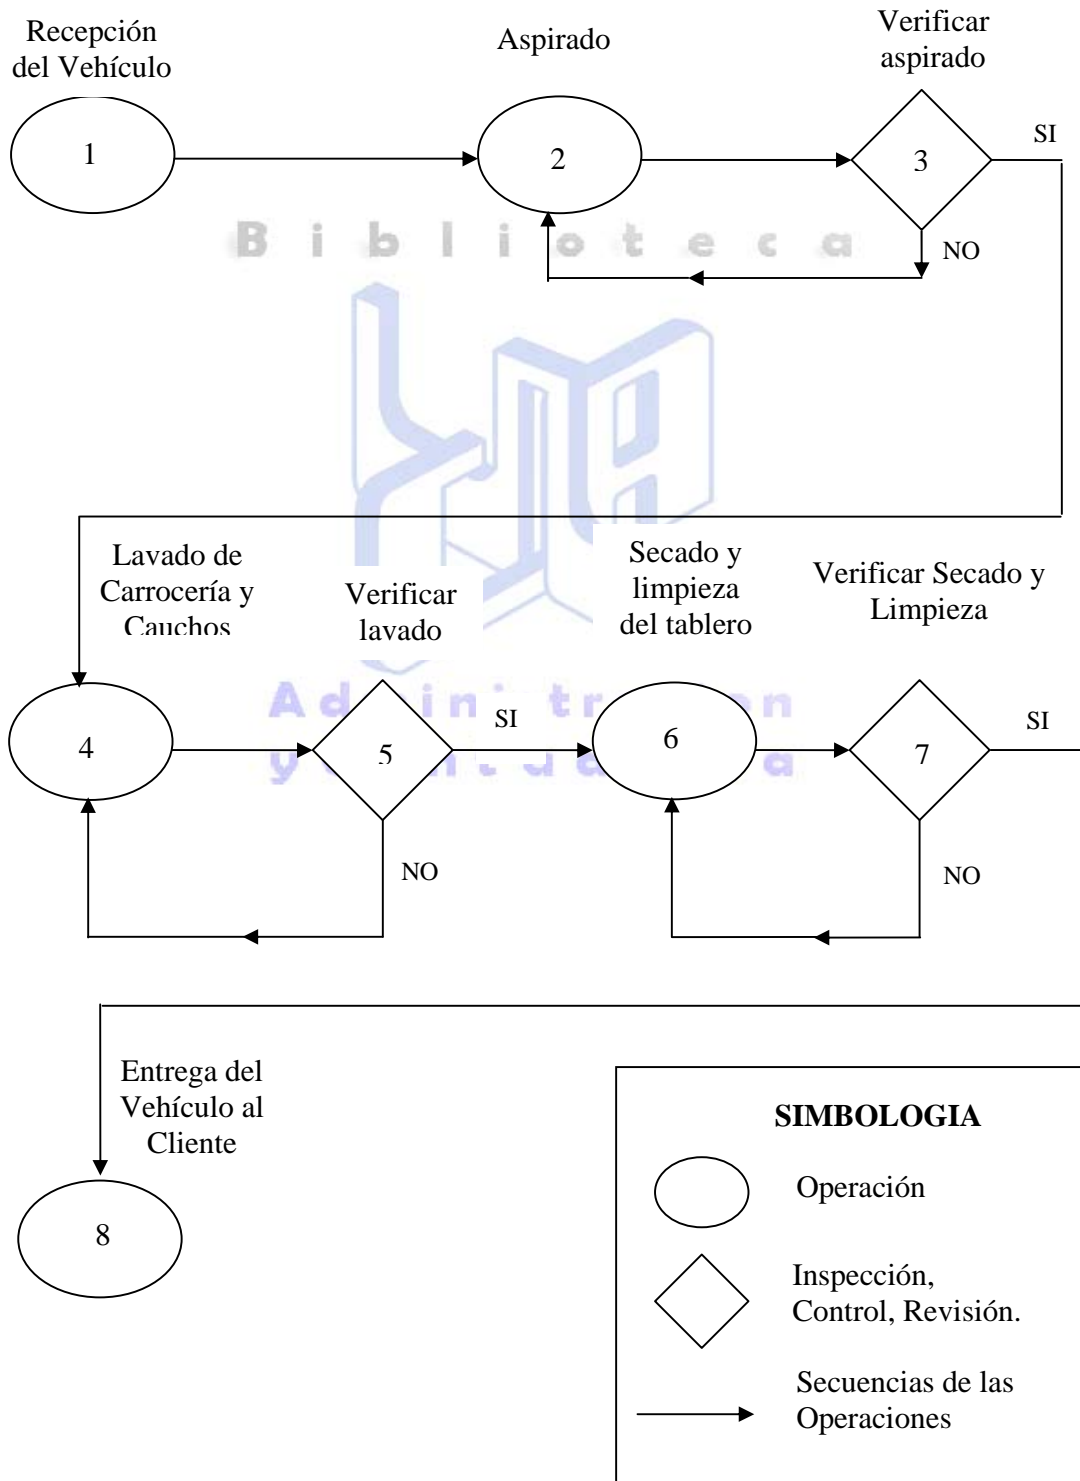 Recepción
del Vehículo
Aspirado
Verificar
aspirado
1
2
3
SI
NO
Biblioteca
Lavado de
Carrocería y
Cauchos
Verificar
lavado
Secado y
limpieza
del tablero
Verificar Secado y
Limpieza
4
5
SI
6
7
SI
NO
NO
Entrega del
Vehículo al
Cliente
8
SIMBOLOGIA
Operación
Inspección,
Control, Revisión.
Secuencias de las
Operaciones